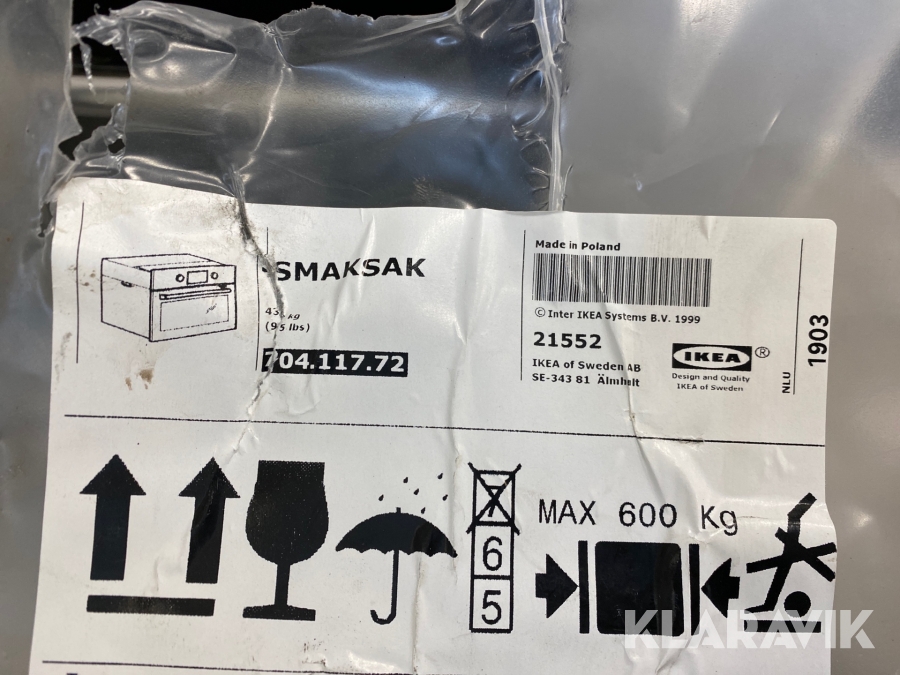 SMAKSAK
(95 lbs)
704.117.72
Made in Poland
© Inter IKEA Systems B.V. 1999
21552
IKEA of Sweden AB
SE-343 81 Älmhult
IKEA®
Design and Quality
IKEA of Sweden
NLU
1903
7
6
5
MAX 600 Kg
KLARAVIK